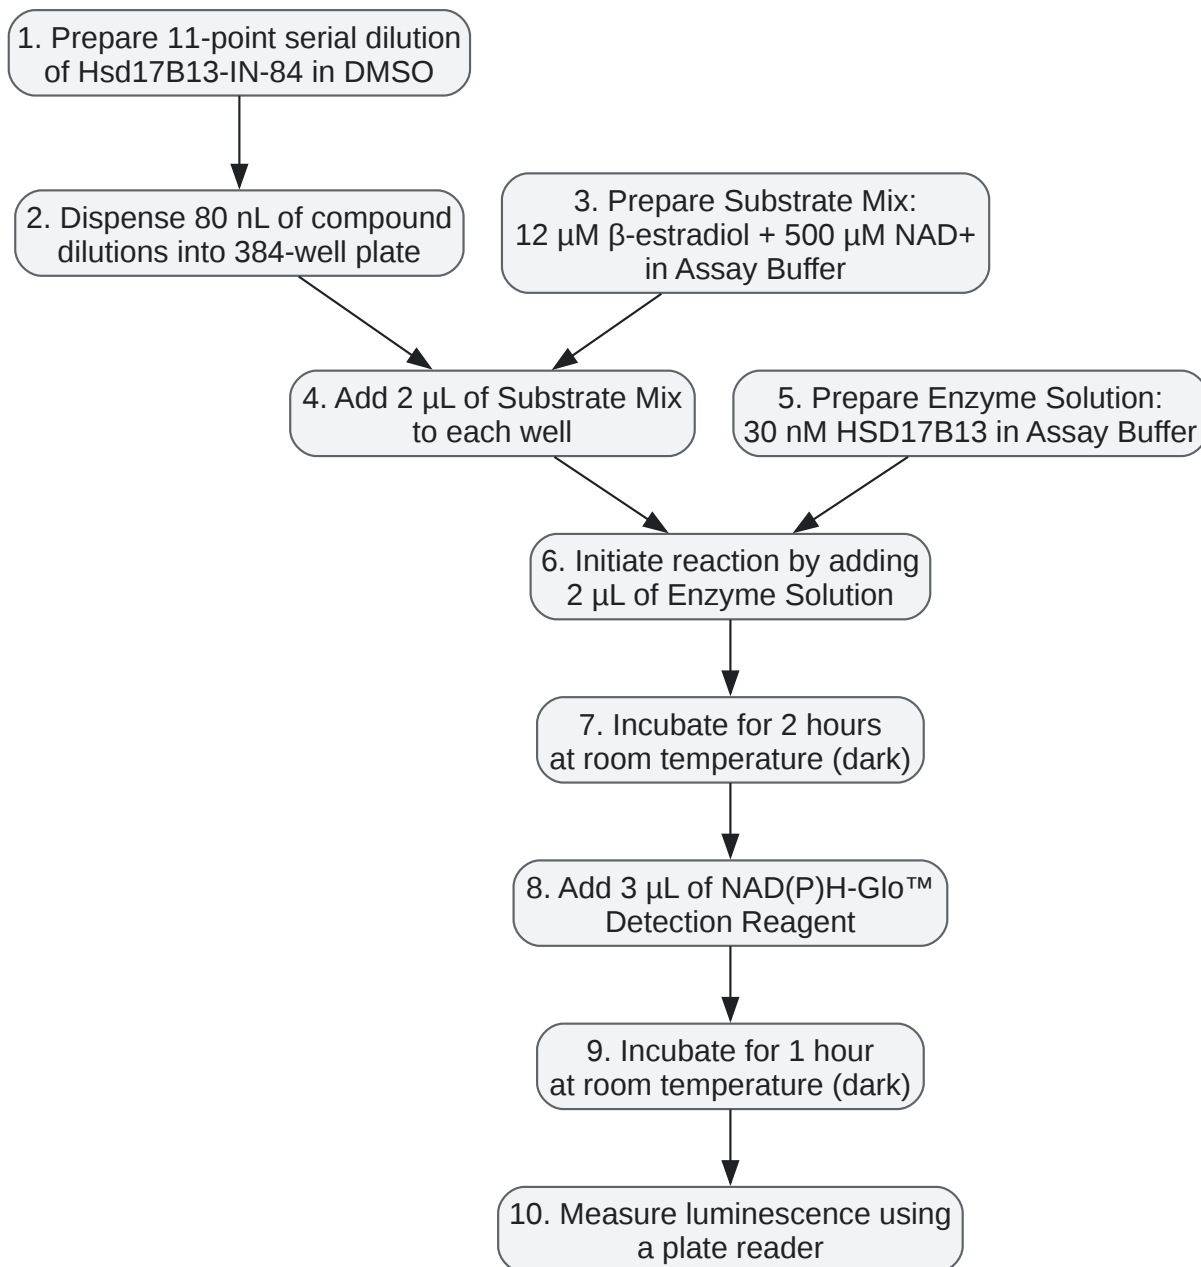 1. Prepare 11-point serial dilution
of Hsd17B13-IN-84 in DMSO
2. Dispense 80 nL of compound
dilutions into 384-well plate
3. Prepare Substrate Mix:
12 µM β-estradiol + 500 µM NAD+
in Assay Buffer
4. Add 2 µL of Substrate Mix
to each well
5. Prepare Enzyme Solution:
30 nM HSD17B13 in Assay Buffer
6. Initiate reaction by adding
2 µL of Enzyme Solution
7. Incubate for 2 hours
at room temperature (dark)
8. Add 3 µL of NAD(P)H-Glo™
Detection Reagent
9. Incubate for 1 hour
at room temperature (dark)
10. Measure luminescence using
a plate reader